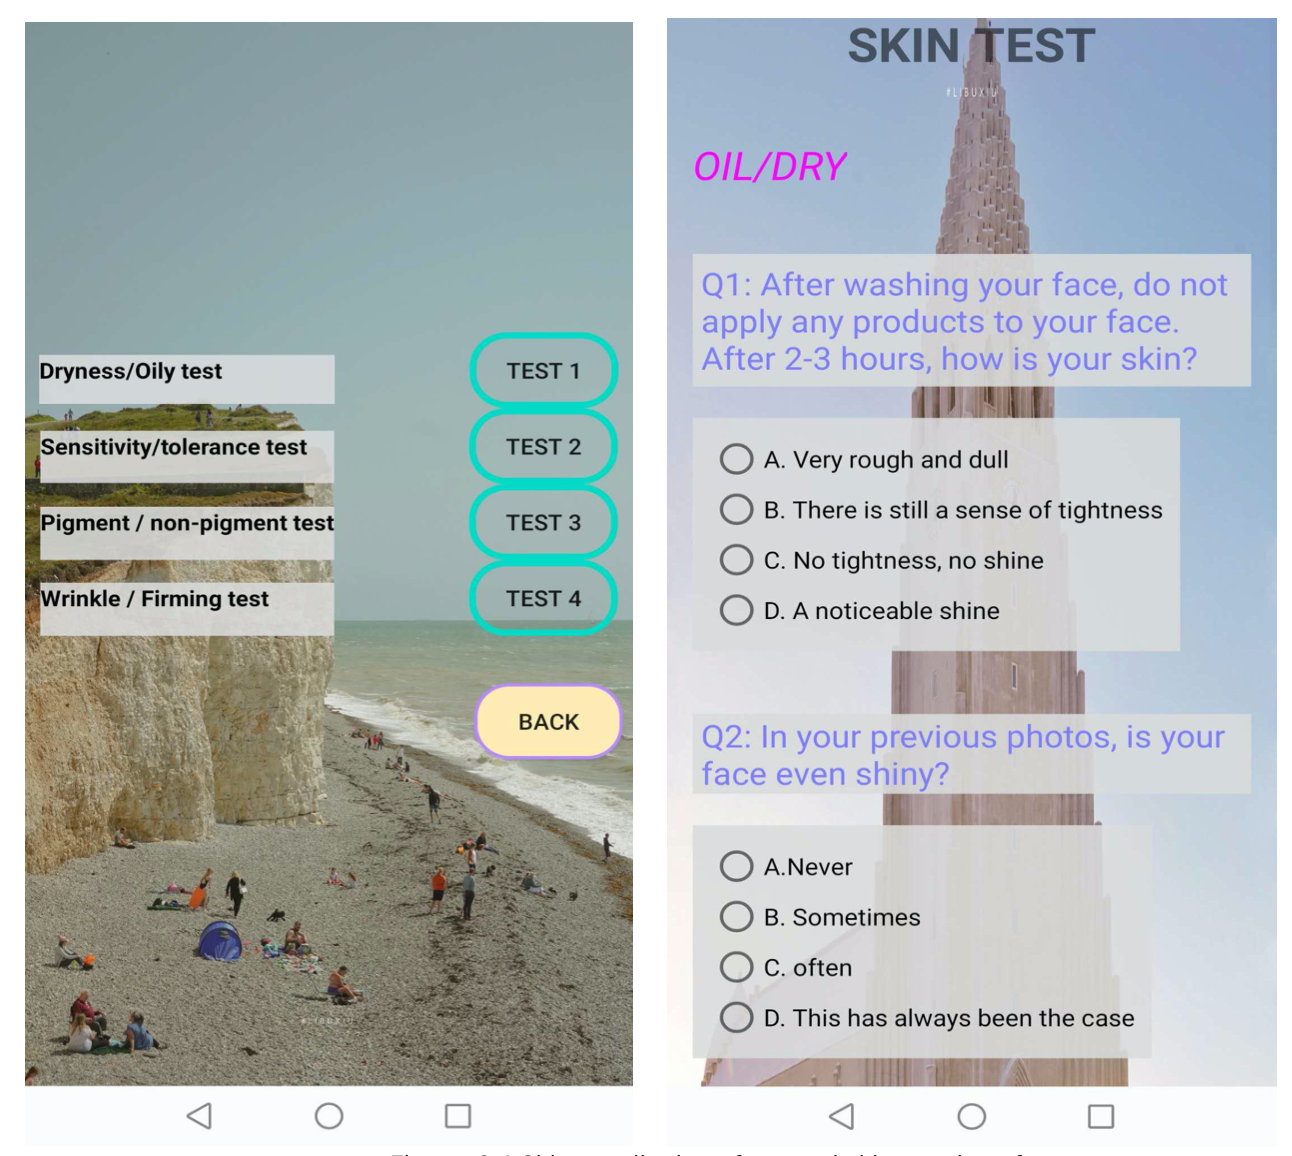 Dryness/Oily test
TEST 1
Sensitivity/tolerance test
TEST 2
Pigment / non-pigment test
TEST 3
Wrinkle / Firming test
TEST 4
BACK
SKIN TEST
#LIBUXIU
OIL/DRY
Q1: After washing your face, do not
apply any products to your face.
After 2-3 hours, how is your skin?
A. Very rough and dull
B. There is still a sense of tightness
C. No tightness, no shine
D. A noticeable shine
Q2: In your previous photos, is your
face even shiny?
A.Never
B. Sometimes
C. often
D. This has always been the case